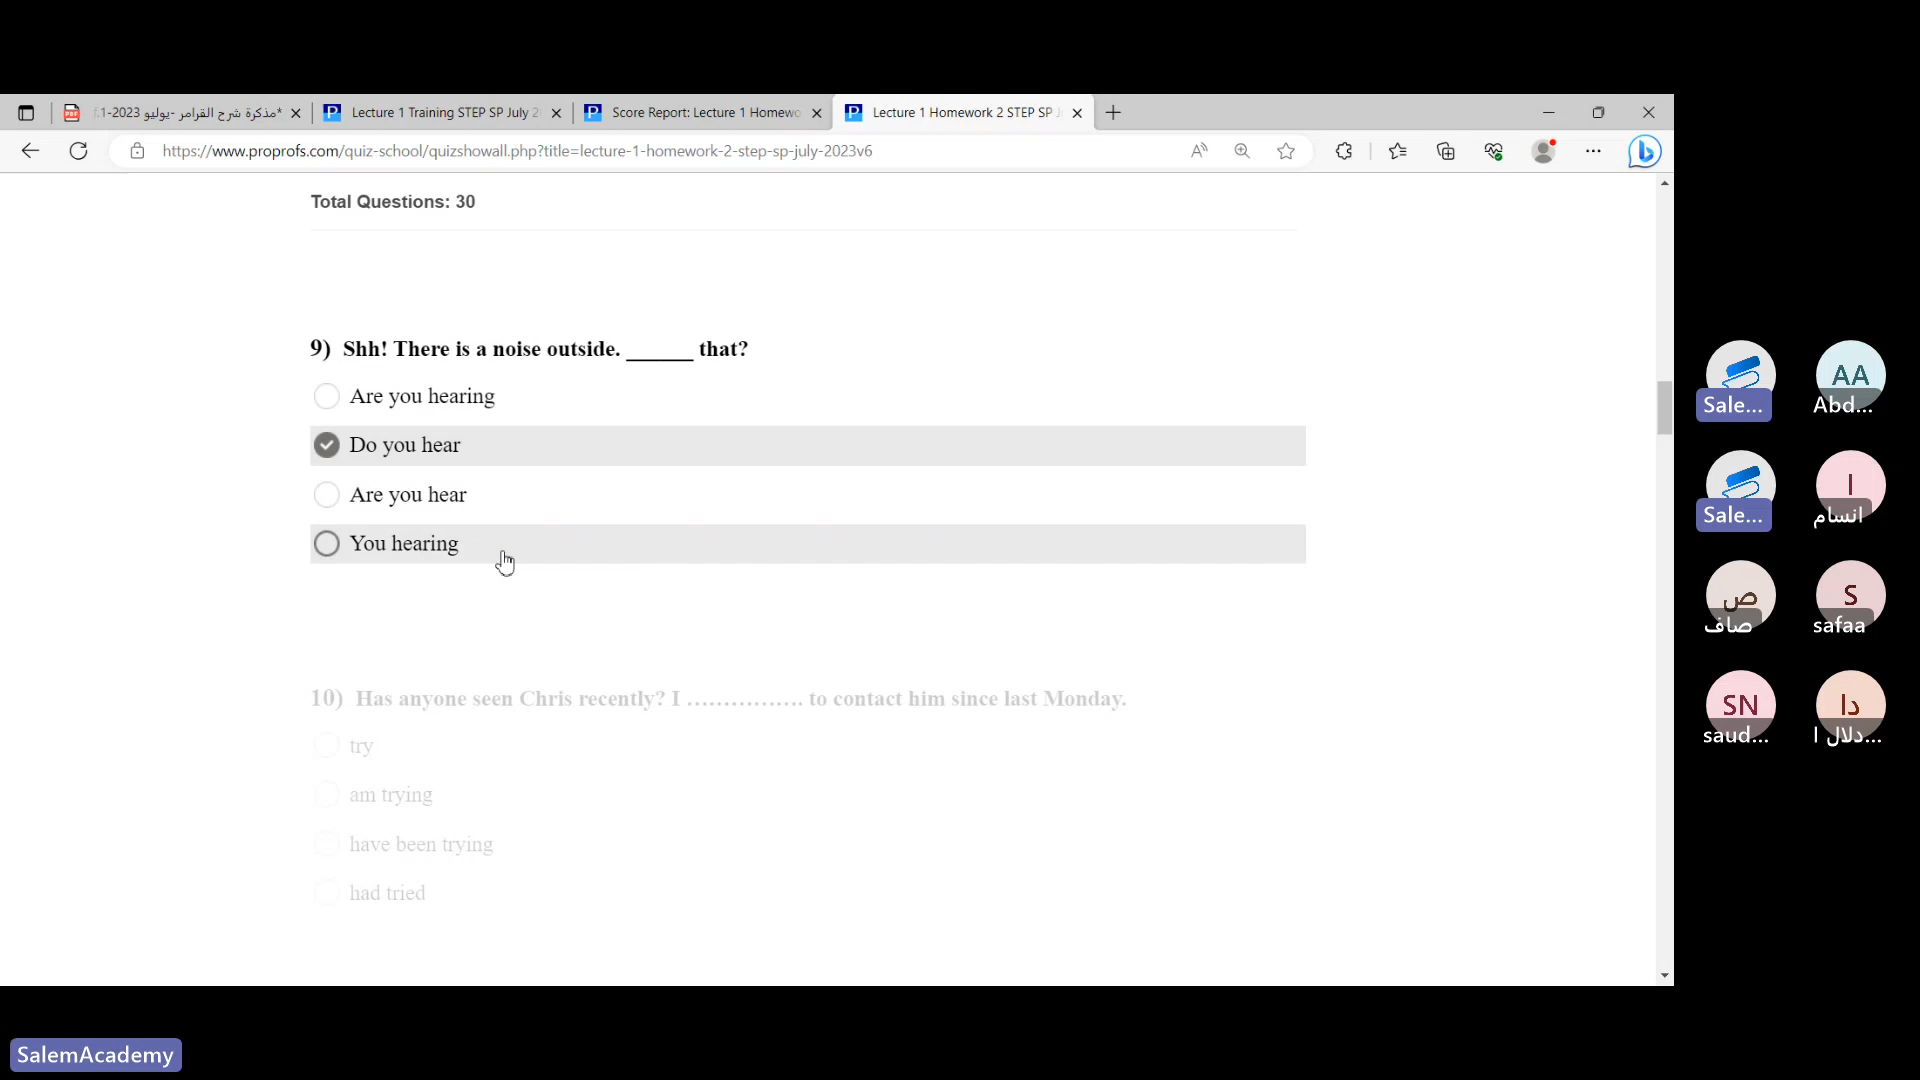 *مذكرة شرح القرامر -يوليو 2023-1.
Lecture 1 Training STEP SP July 2
Score Report: Lecture 1 Homewo
Lecture 1 Homework 2 STEP SP J
https://www.proprofs.com/quiz-school/quizshowall.php?title=lecture-1-homework-2-step-sp-july-2023v6
Total Questions: 30
9) Shh! There is a noise outside. ______ that?
Are you hearing
Do you hear
Are you hear
You hearing
10) Has anyone seen Chris recently? I ................ to contact him since last Monday.
try
am trying
have been trying
had tried
Sale...
AA
Abd...
Sale...
ا
انسام
ص
صاف
S
safaa
SN
saud...
دا
دلال ا...
SalemAcademy